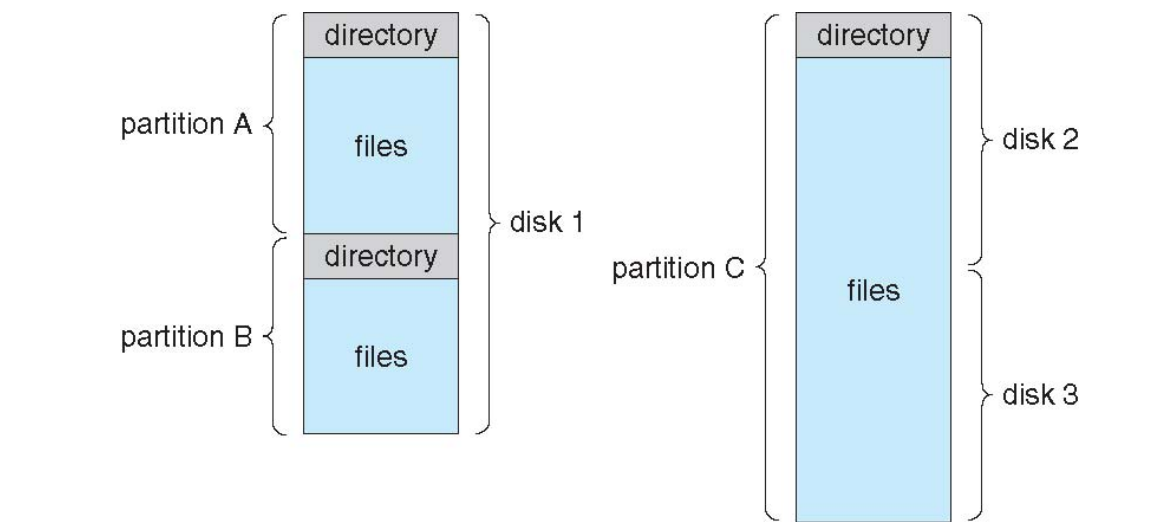 directory
partition A
files
disk 1
directory
partition B
files
directory
disk 2
partition C
files
disk 3